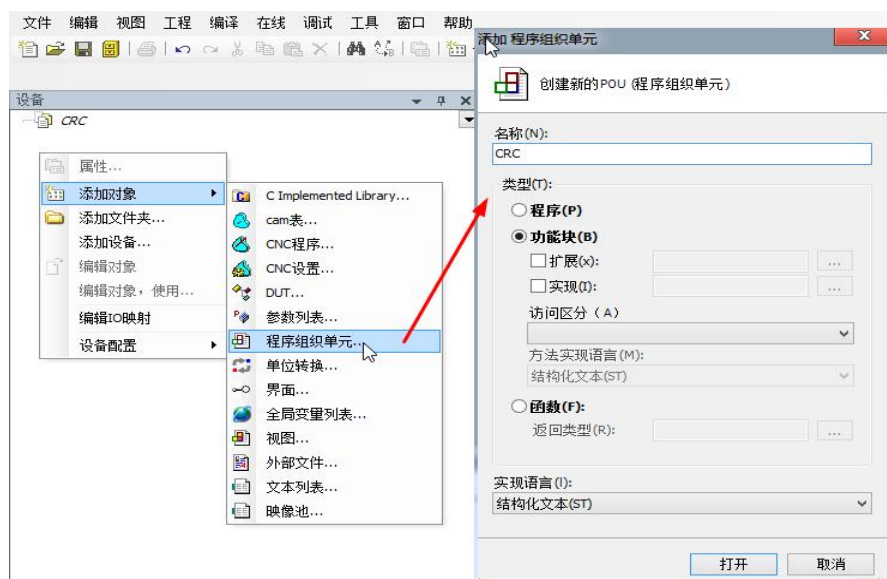 文件 编辑 视图 工程 编译 在线 调试 工具 窗口 帮助
设备
CRC
属性...
添加对象
添加文件夹...
添加设备...
编辑对象
编辑对象，使用...
编辑IO映射
设备配置
C Implemented Library...
cam表...
CNC程序...
CNC设置...
DUT...
参数列表...
程序组织单元...
单位转换...
界面...
全局变量列表...
视图...
外部文件...
文本列表...
映像池...
添加 程序组织单元
创建新的POU (程序组织单元)
名称(N):
CRC
类型(T):
程序(P)
功能块(B)
扩展(x):
...
实现(I):
...
访问区分（A）
方法实现语言(M):
结构化文本(ST)
函数(F):
返回类型(R):
...
实现语言(I):
结构化文本(ST)
打开 取消